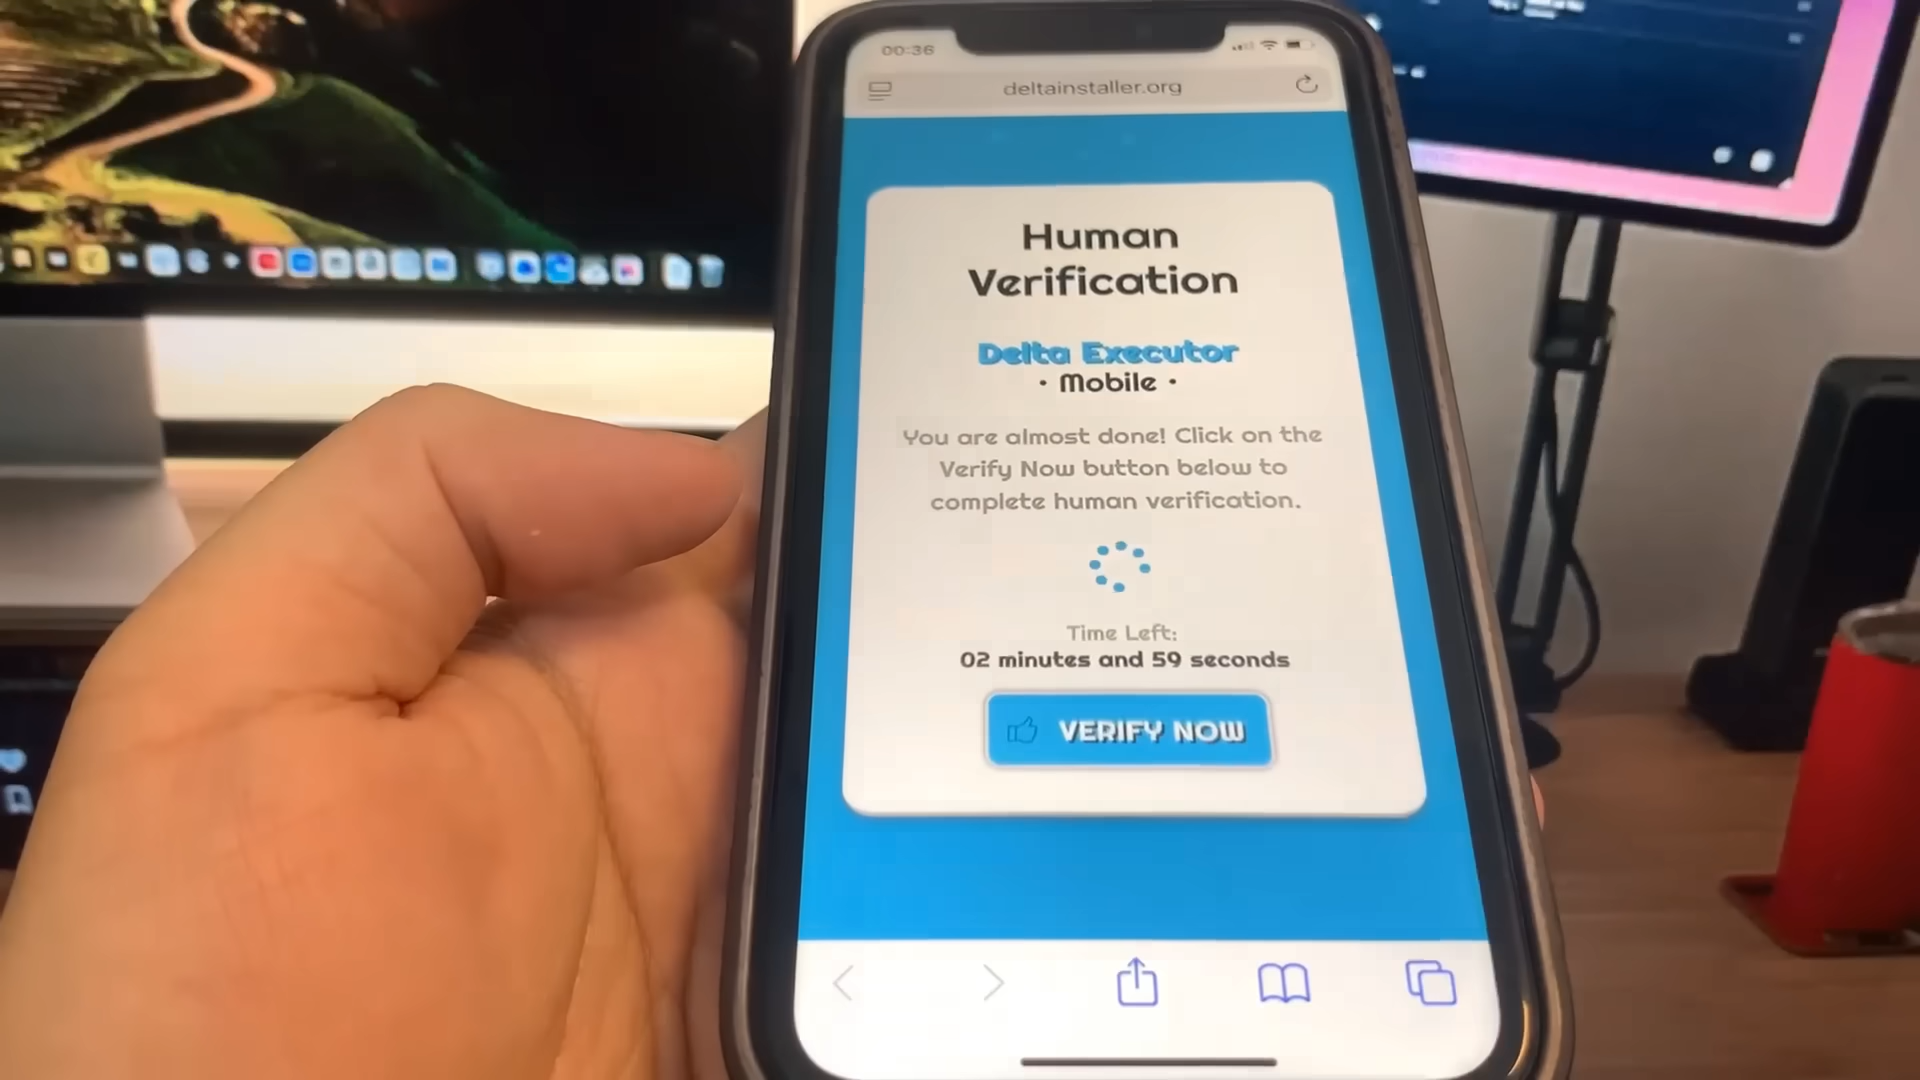 00:36
deltainstaller.org
Human
Verification
Delta Executor
• Mobile •
You are almost done! Click on the
Verify Now button below to
complete human verification.
Time Left:
02 minutes and 59 seconds
VERIFY NOW